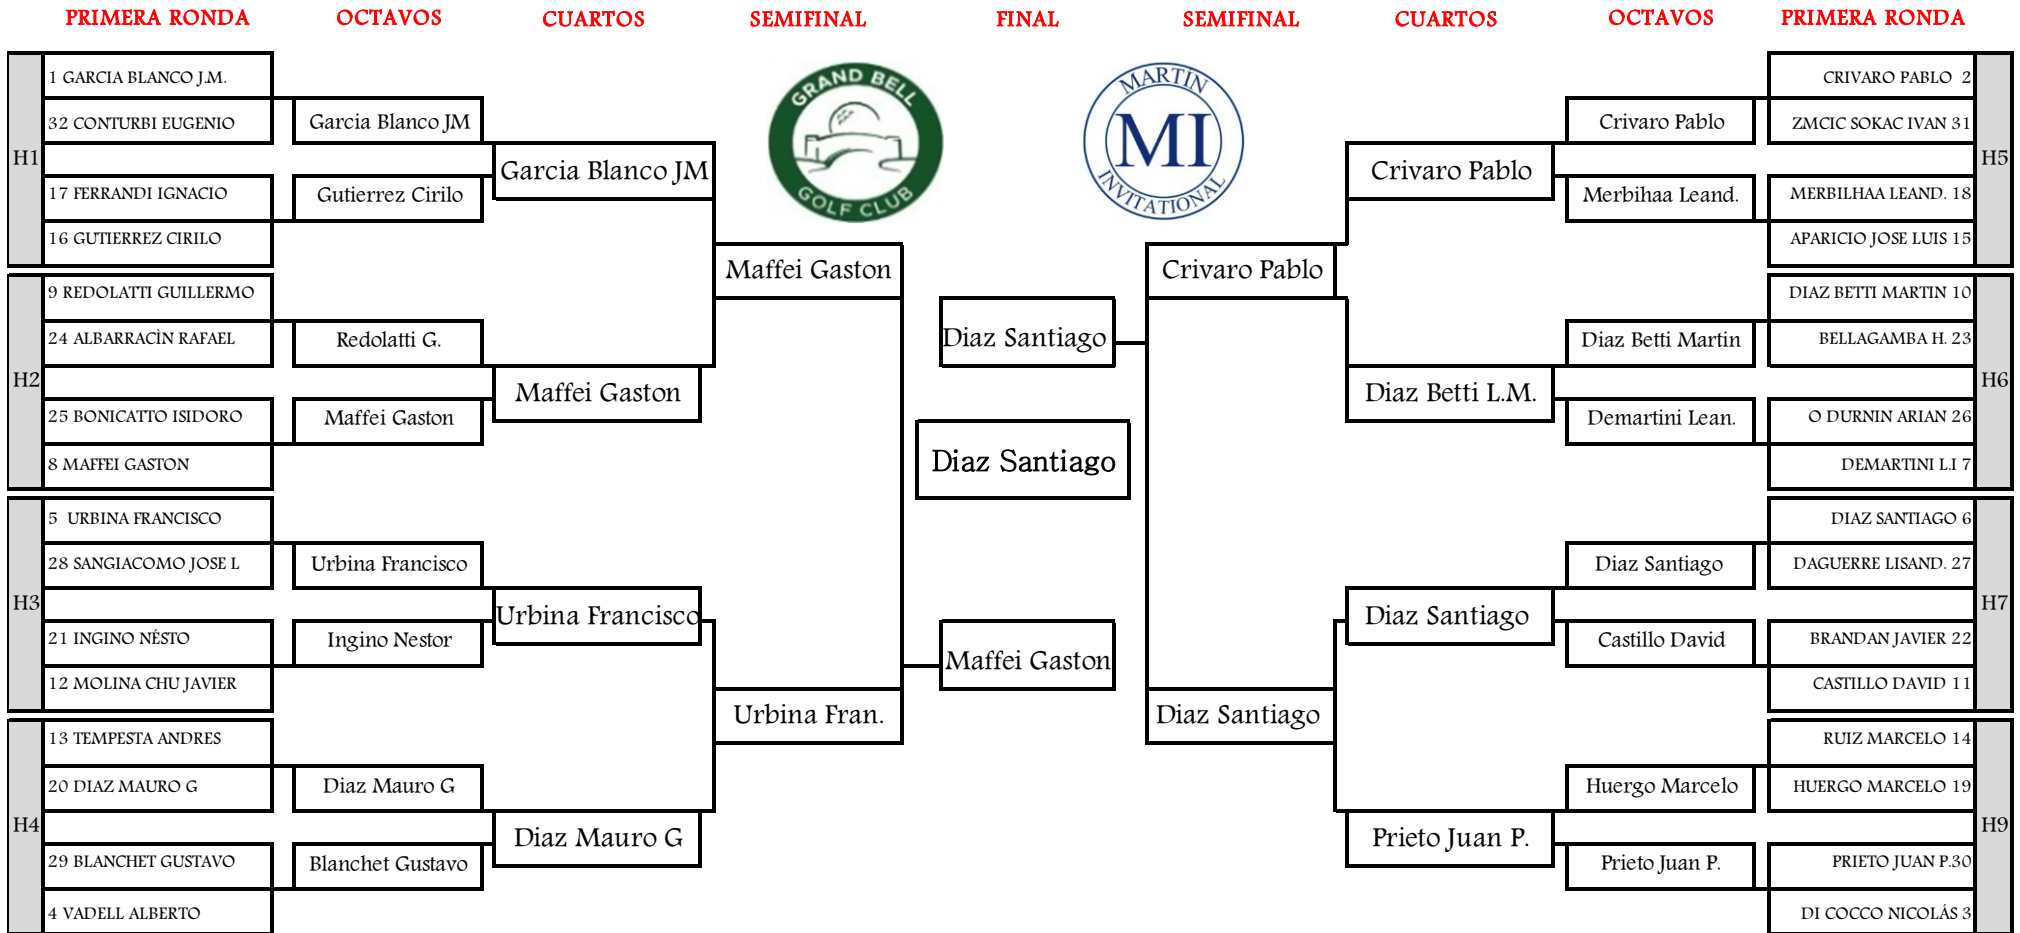 PRIMERA RONDA
OCTAVOS
CUARTOS
SEMIFINAL
FINAL
SEMIFINAL
CUARTOS
OCTAVOS
PRIMERA RONDA
H1
1 GARCIA BLANCO J.M.
32 CONTURBI EUGENIO
17 FERRANDI IGNACIO
16 GUTIERREZ CIRILO
H2
9 REDOLATTI GUILLERMO
24 ALBARRACÌN RAFAEL
25 BONICATTO ISIDORO
8 MAFFEI GASTON
H3
5 URBINA FRANCISCO
28 SANGIACOMO JOSE L
21 INGINO NÉSTO
12 MOLINA CHU JAVIER
H4
13 TEMPESTA ANDRES
20 DIAZ MAURO G
29 BLANCHET GUSTAVO
4 VADELL ALBERTO
Garcia Blanco JM
Gutierrez Cirilo
Redolatti G.
Maffei Gaston
Urbina Francisco
Ingino Nestor
Diaz Mauro G
Blanchet Gustavo
Garcia Blanco JM
Maffei Gaston
Urbina Francisco
Diaz Mauro G
Maffei Gaston
Urbina Fran.
GRAND BELL
GOLF CLUB
MARTÍN
MI
INVITATIONAL
Diaz Santiago
Diaz Santiago
Maffei Gaston
Crivaro Pablo
Diaz Santiago
Crivaro Pablo
Diaz Betti L.M.
Diaz Santiago
Prieto Juan P.
Crivaro Pablo
Merbihaa Leand.
Diaz Betti Martin
Demartini Lean.
Diaz Santiago
Castillo David
Huergo Marcelo
Prieto Juan P.
CRIVARO PABLO 2
ZMCIC SOKAC IVAN 31
MERBILHAA LEAND. 18
APARICIO JOSE LUIS 15
H5
DIAZ BETTI MARTIN 10
BELLAGAMBA H. 23
O DURNIN ARIAN 26
DEMARTINI L.I 7
H6
DIAZ SANTIAGO 6
DAGUERRE LISAND. 27
BRANDAN JAVIER 22
CASTILLO DAVID 11
H7
RUIZ MARCELO 14
HUERGO MARCELO 19
PRIETO JUAN P.30
DI COCCO NICOLÁS 3
H9